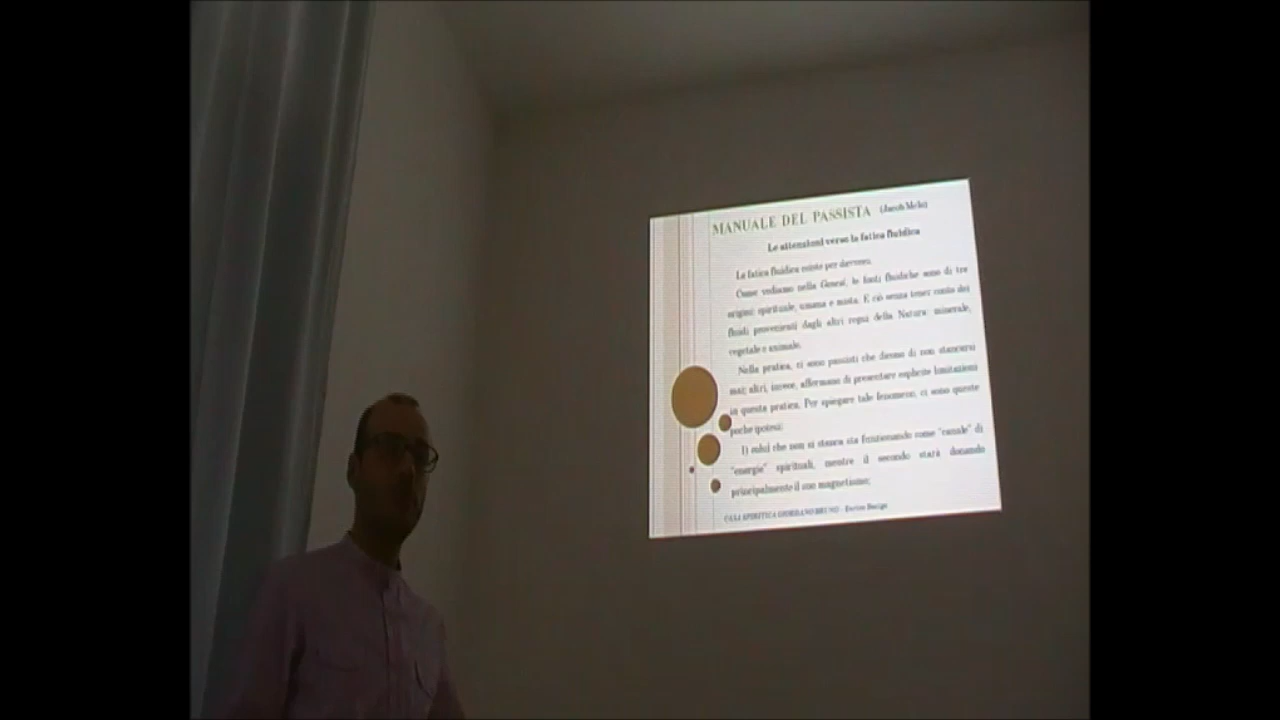 MANUALE DEL PASSISTA (Jacob Melo)
Le attenzioni verso la fatica fluidica
La fatica fluidica esiste per davvero.
Come vediamo nella Genesi, le fonti fluidiche sono di tre
origini: spirituale, umana e mista. E ciò senza tener conto dei
fluidi provenienti dagli altri regni della Natura: minerale,
vegetale e animale.
Nella pratica, ci sono passisti che dicono di non stancarsi
mai; altri, invece, affermano di presentare esplicite limitazioni
in questa pratica. Per spiegare tale fenomeno, ci sono queste
poche ipotesi:
1) colui che non si stanca sta funzionando come "canale" di
"energie" spirituali, mentre il secondo starà donando
principalmente il suo magnetismo;
CASA SPIRITICA GIORDANO BRUNO - Enrico